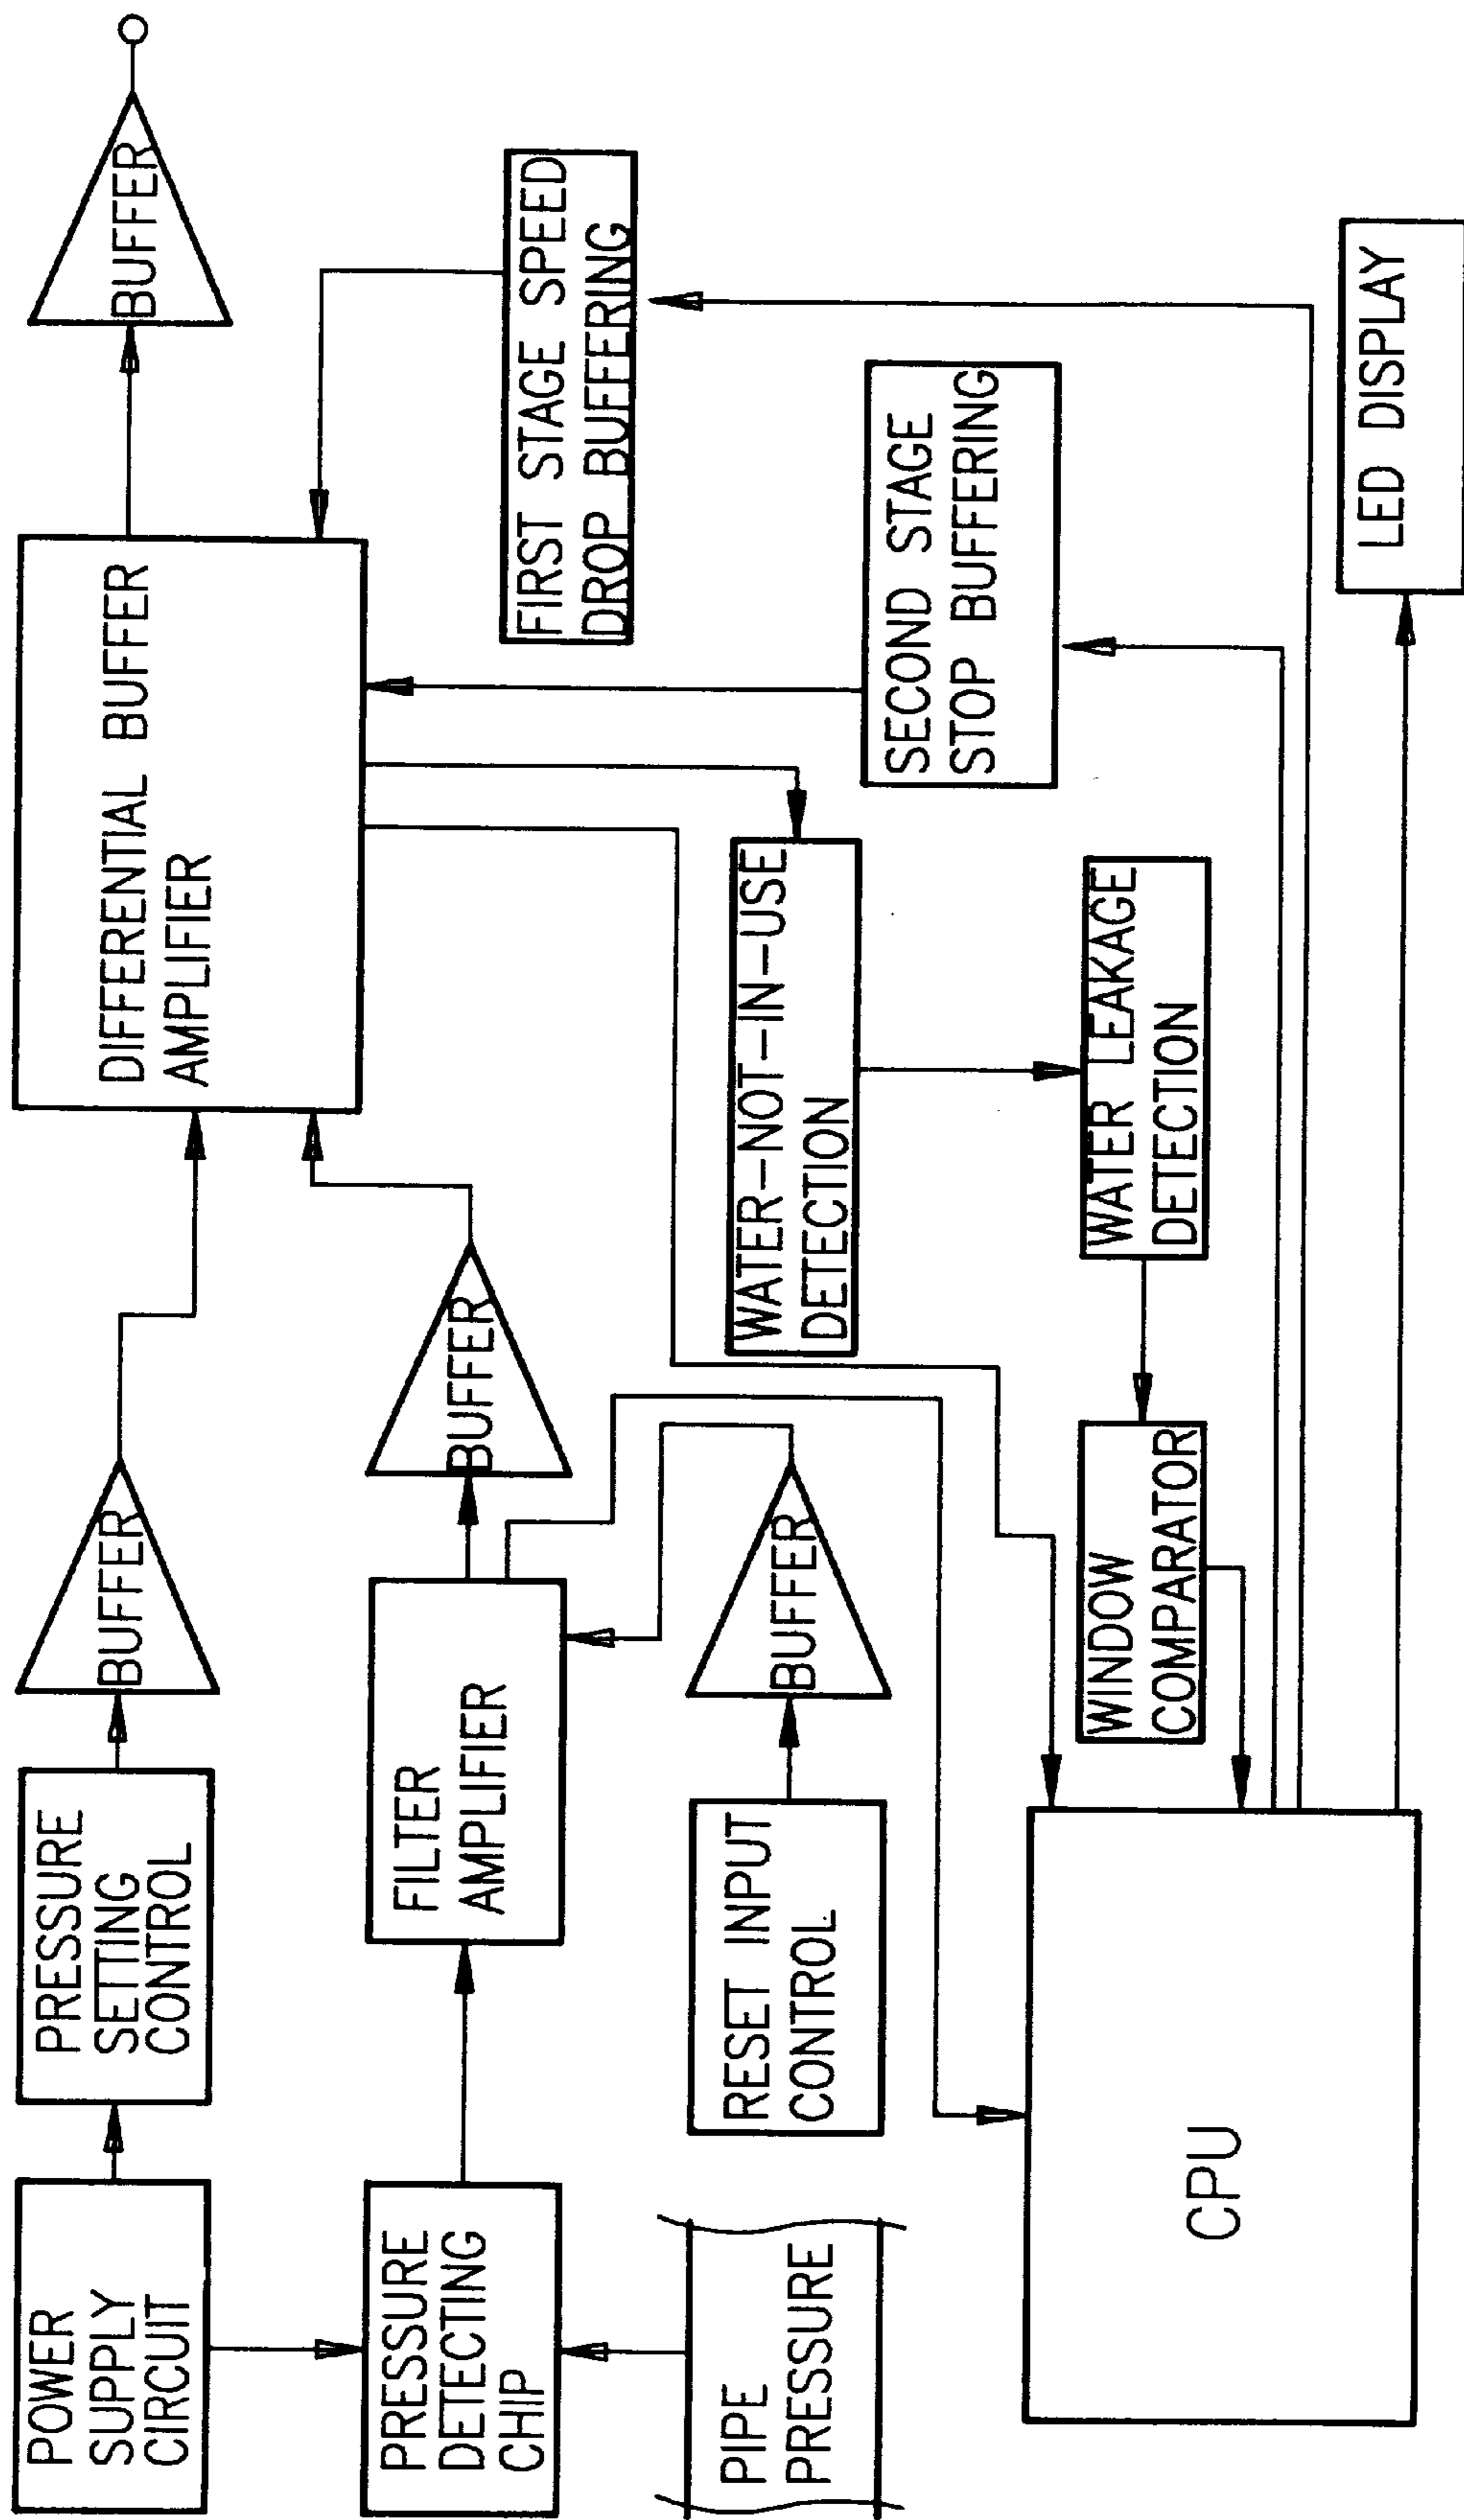 POWER
SUPPLY
CIRCUIT
PRESSURE
SETTING
CONTROL
BUFFER
DIFFERENTIAL BUFFER
AMPLIFIER
BUFFER
PRESSURE
DETECTING
CHIP
FILTER
AMPLIFIER
BUFFER
FIRST STAGE SPEED
DROP BUFFERING
PIPE
PRESSURE
RESET INPUT
CONTROL
BUFFER
WATER-NOT-IN-USE
DETECTION
SECOND STAGE
STOP BUFFERING
CPU
WINDOW
COMPARATOR
WATER LEAKAGE
DETECTION
LED DISPLAY